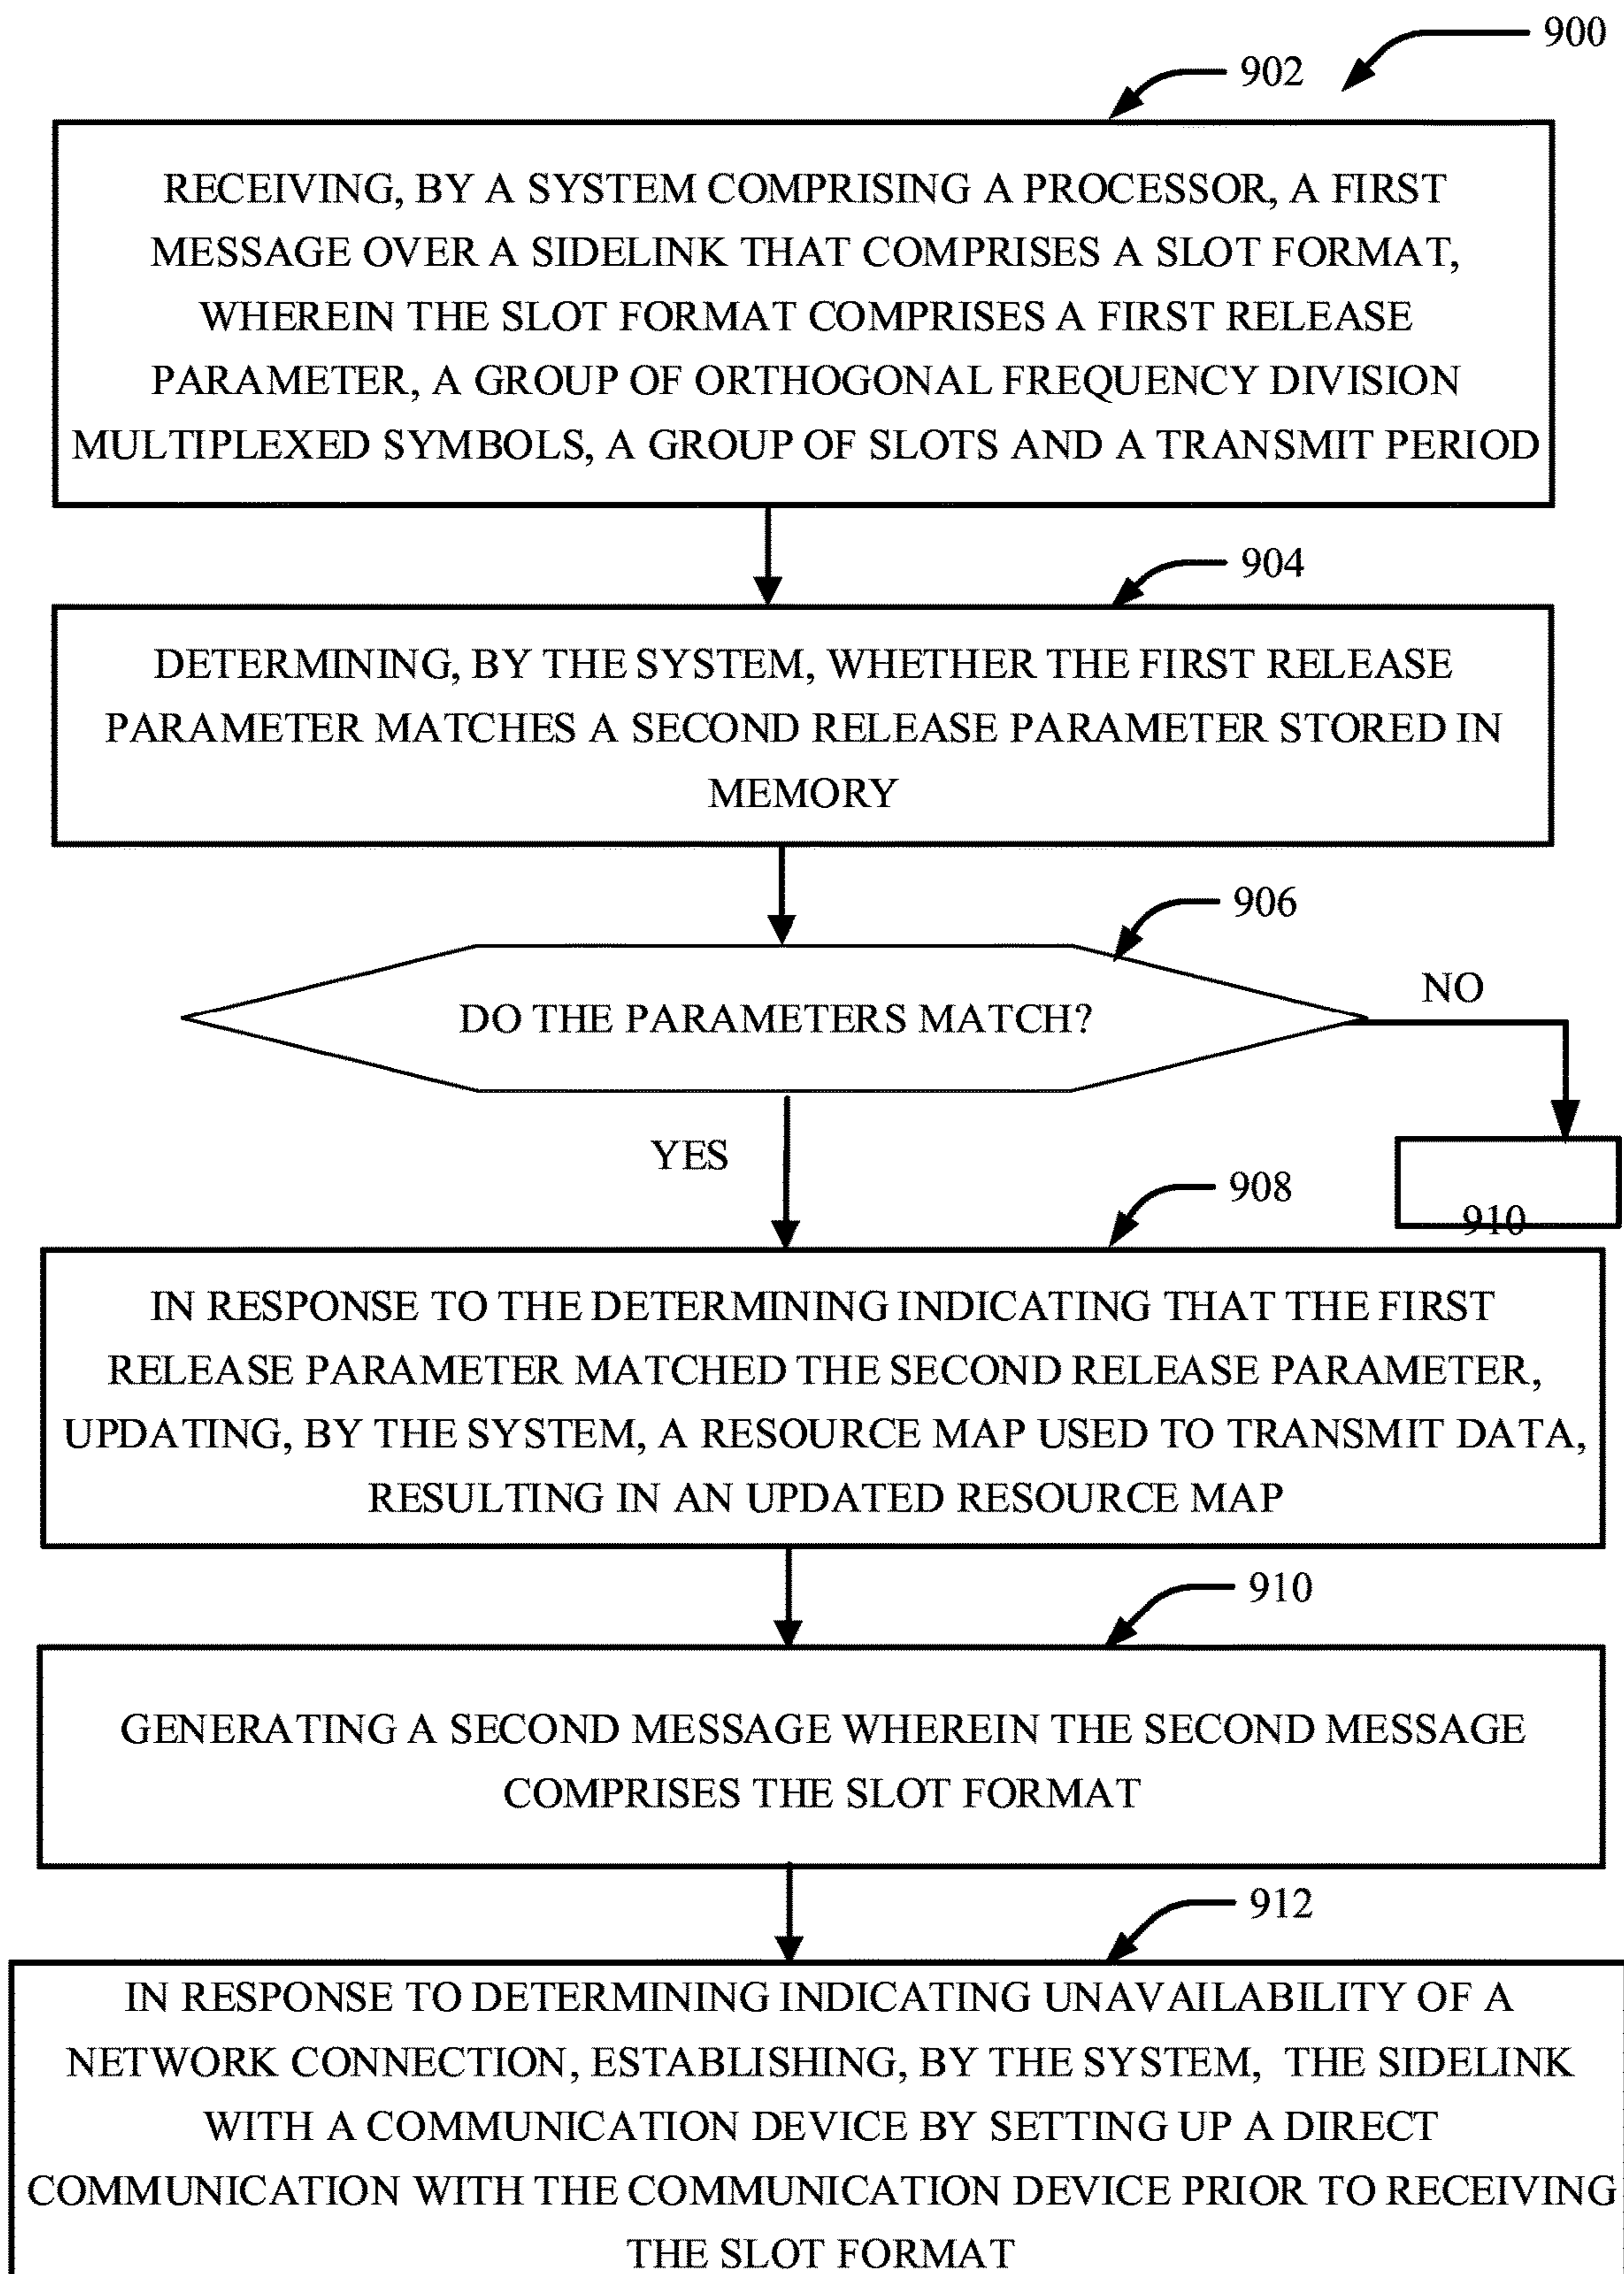 900
902
RECEIVING, BY A SYSTEM COMPRISING A PROCESSOR, A FIRST
MESSAGE OVER A SIDELINK THAT COMPRISES A SLOT FORMAT,
WHEREIN THE SLOT FORMAT COMPRISES A FIRST RELEASE
PARAMETER, A GROUP OF ORTHOGONAL FREQUENCY DIVISION
MULTIPLEXED SYMBOLS, A GROUP OF SLOTS AND A TRANSMIT PERIOD
904
DETERMINING, BY THE SYSTEM, WHETHER THE FIRST RELEASE
PARAMETER MATCHES A SECOND RELEASE PARAMETER STORED IN
MEMORY
906
DO THE PARAMETERS MATCH?
NO
YES
910
908
IN RESPONSE TO THE DETERMINING INDICATING THAT THE FIRST
RELEASE PARAMETER MATCHED THE SECOND RELEASE PARAMETER,
UPDATING, BY THE SYSTEM, A RESOURCE MAP USED TO TRANSMIT DATA,
RESULTING IN AN UPDATED RESOURCE MAP
910
GENERATING A SECOND MESSAGE WHEREIN THE SECOND MESSAGE
COMPRISES THE SLOT FORMAT
912
IN RESPONSE TO DETERMINING INDICATING UNAVAILABILITY OF A
NETWORK CONNECTION, ESTABLISHING, BY THE SYSTEM, THE SIDELINK
WITH A COMMUNICATION DEVICE BY SETTING UP A DIRECT
COMMUNICATION WITH THE COMMUNICATION DEVICE PRIOR TO RECEIVING
THE SLOT FORMAT